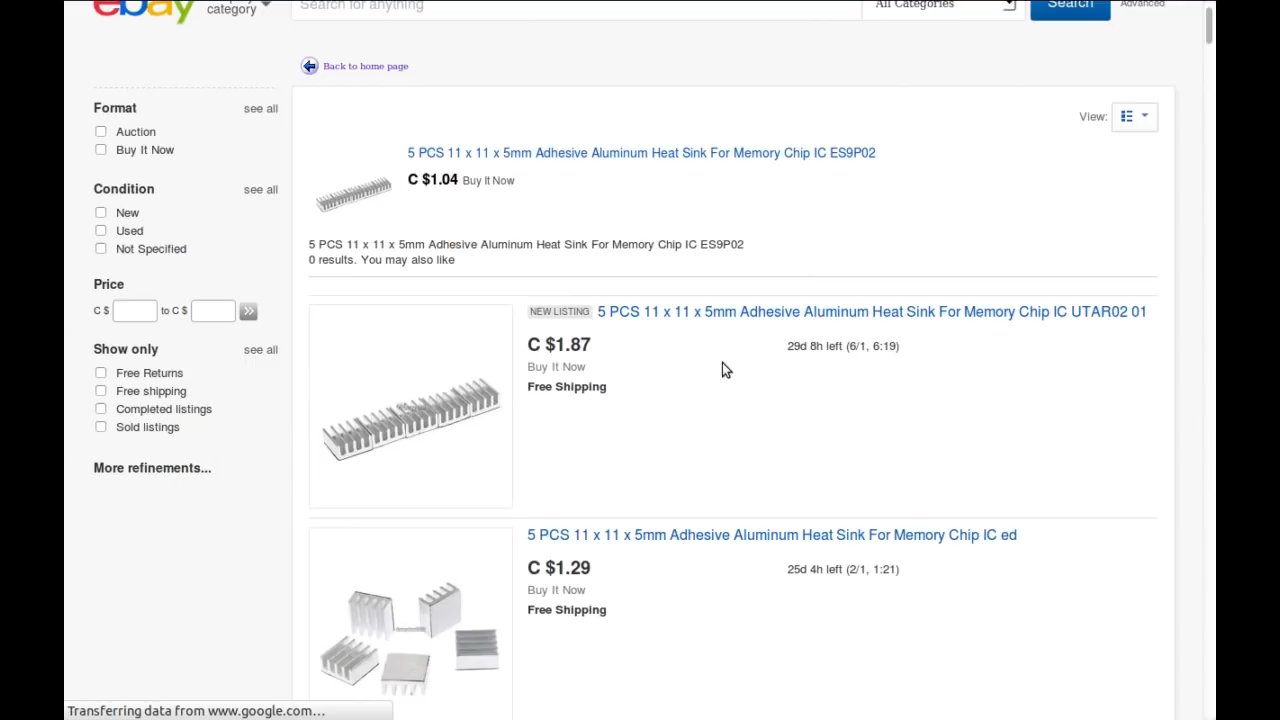 ebay
category
Search for anything
All Categories
Search
Advanced
Back to home page
Format
see all
Auction
Buy It Now
Condition
see all
New
Used
Not Specified
Price
C $
to C $
Show only
see all
Free Returns
Free shipping
Completed listings
Sold listings
More refinements...
View:
5 PCS 11 x 11 x 5mm Adhesive Aluminum Heat Sink For Memory Chip IC ES9P02
C $1.04 Buy It Now
5 PCS 11 x 11 x 5mm Adhesive Aluminum Heat Sink For Memory Chip IC ES9P02
0 results. You may also like
NEW LISTING 5 PCS 11 x 11 x 5mm Adhesive Aluminum Heat Sink For Memory Chip IC UTAR02 01
C $1.87
29d 8h left (6/1, 6:19)
Buy It Now
Free Shipping
5 PCS 11 x 11 x 5mm Adhesive Aluminum Heat Sink For Memory Chip IC ed
C $1.29
25d 4h left (2/1, 1:21)
Buy It Now
Free Shipping
Transferring data from www.google.com...